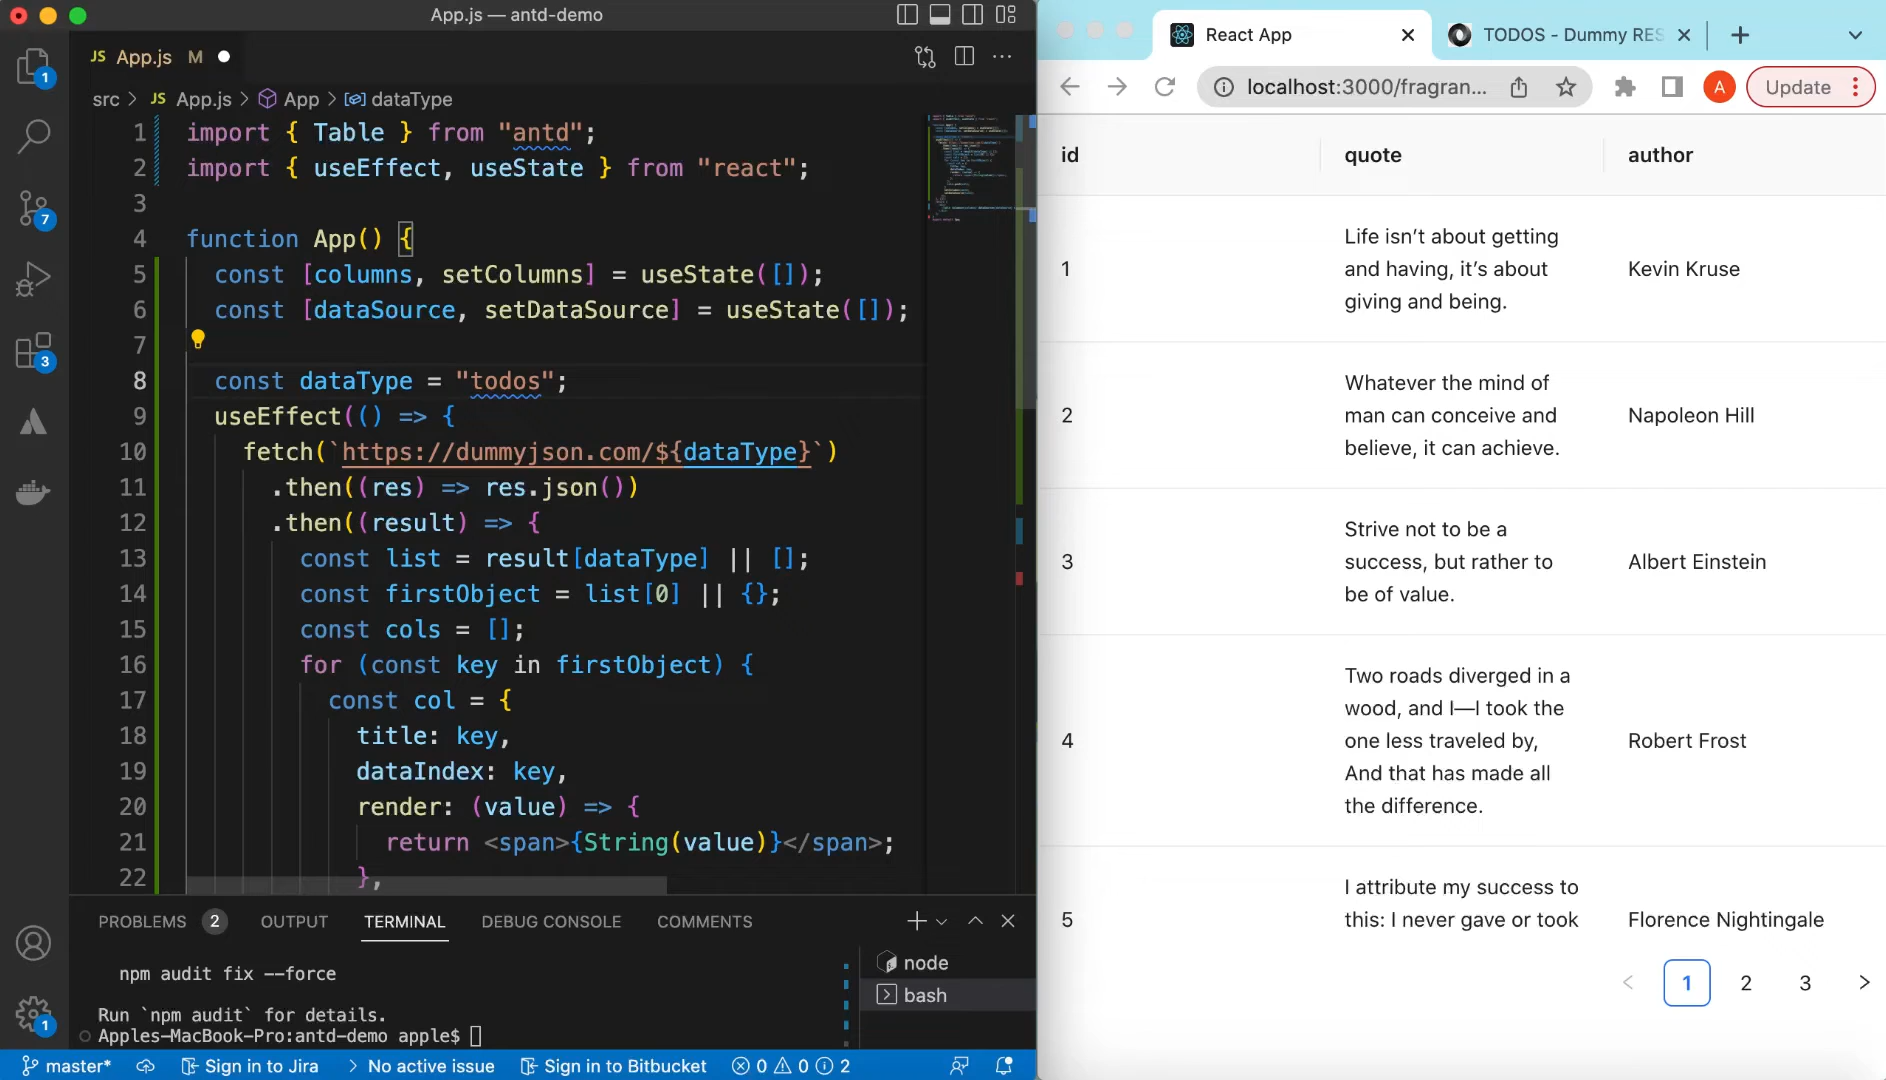 App.js — antd-demo
JS App.js M
src > JS App.js > App > dataType
1 import { Table } from "antd";
2 import { useEffect, useState } from "react";
3
4 function App() {
5 const [columns, setColumns] = useState([]);
6 const [dataSource, setDataSource] = useState([]);
7
8 const dataType = "todos";
9 useEffect(() => {
10 fetch(`https://dummyjson.com/${dataType}`)
11 .then((res) => res.json())
12 .then((result) => {
13 const list = result[dataType] || [];
14 const firstObject = list[0] || {};
15 const cols = [];
16 for (const key in firstObject) {
17 const col = {
18 title: key,
19 dataIndex: key,
20 render: (value) => {
21 return <span>{String(value)}</span>;
22 },
1
7
3
1
PROBLEMS 2 OUTPUT TERMINAL DEBUG CONSOLE COMMENTS
npm audit fix --force
Run `npm audit` for details.
Apples-MacBook-Pro:antd-demo apple$
node
bash
master* Sign in to Jira > No active issue Sign in to Bitbucket 0 0 2
React App
TODOS - Dummy RES
localhost:3000/fragran...
A
Update
id quote author
1 Life isn’t about getting
and having, it’s about
giving and being. Kevin Kruse
2 Whatever the mind of
man can conceive and
believe, it can achieve. Napoleon Hill
3 Strive not to be a
success, but rather to
be of value. Albert Einstein
4 Two roads diverged in a
wood, and I—I took the
one less traveled by,
And that has made all
the difference. Robert Frost
5 I attribute my success to
this: I never gave or took Florence Nightingale
< 1 2 3 >